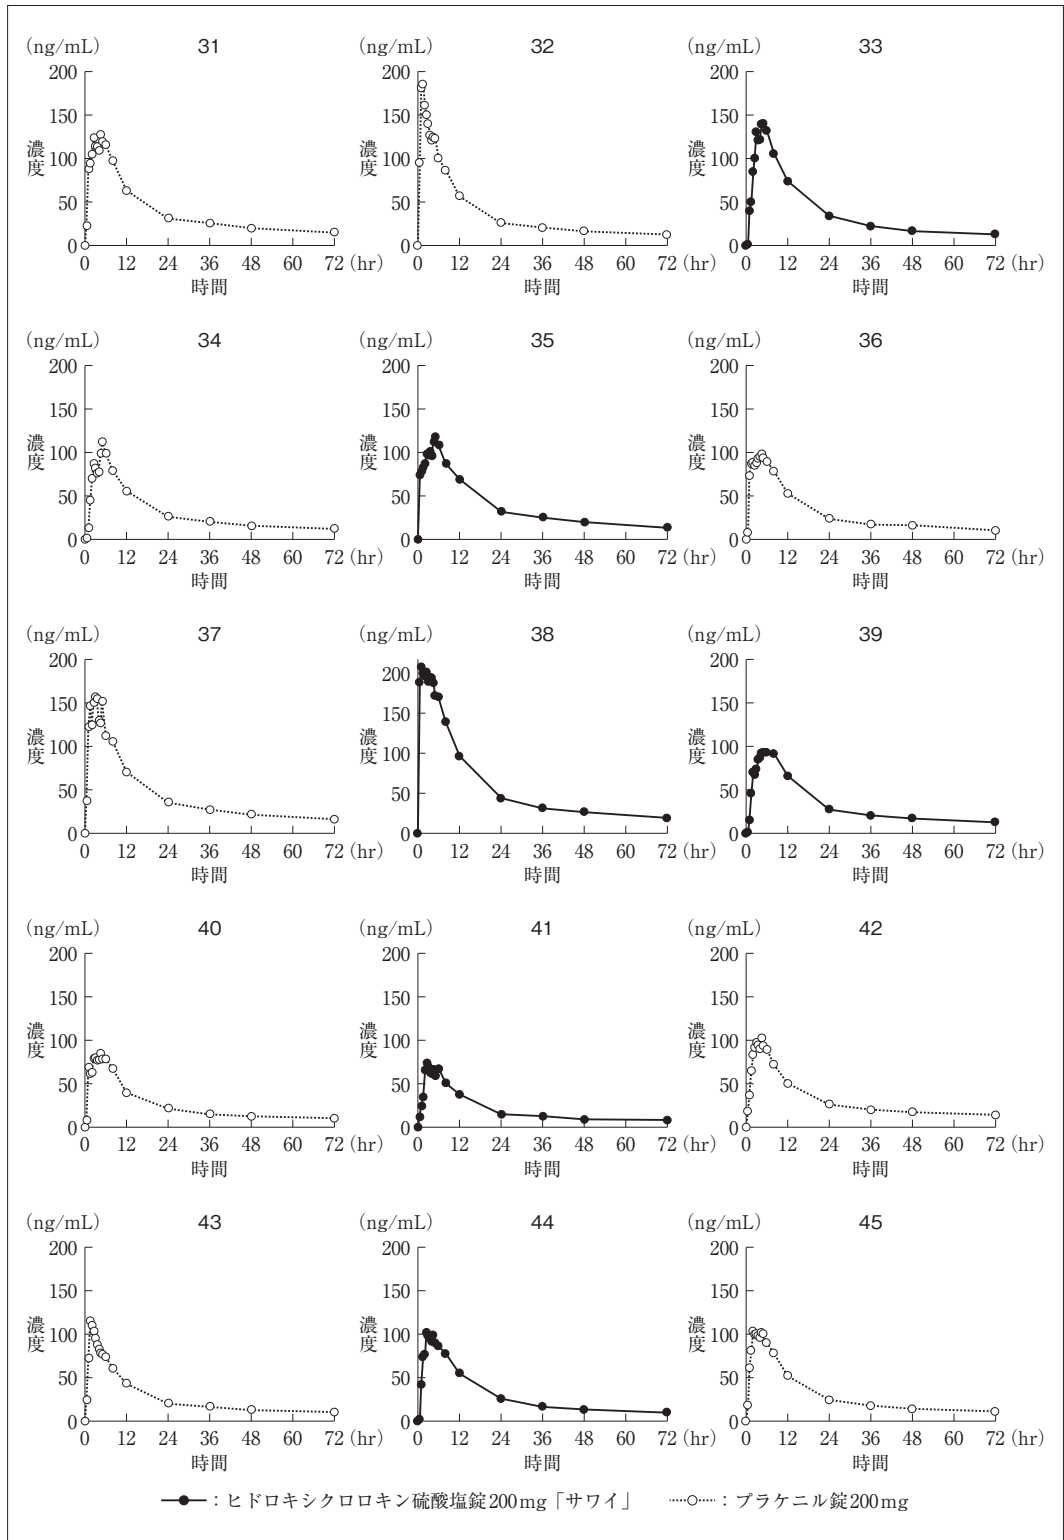 (ng/mL) 31
200
150
100
50
0
濃度
0 12 24 36 48 60 72 (hr)
時間
(ng/mL) 32
200
150
100
50
0
濃度
0 12 24 36 48 60 72 (hr)
時間
(ng/mL) 33
200
150
100
50
0
濃度
0 12 24 36 48 60 72 (hr)
時間
(ng/mL) 34
200
150
100
50
0
濃度
0 12 24 36 48 60 72 (hr)
時間
(ng/mL) 35
200
150
100
50
0
濃度
0 12 24 36 48 60 72 (hr)
時間
(ng/mL) 36
200
150
100
50
0
濃度
0 12 24 36 48 60 72 (hr)
時間
(ng/mL) 37
200
150
100
50
0
濃度
0 12 24 36 48 60 72 (hr)
時間
(ng/mL) 38
200
150
100
50
0
濃度
0 12 24 36 48 60 72 (hr)
時間
(ng/mL) 39
200
150
100
50
0
濃度
0 12 24 36 48 60 72 (hr)
時間
(ng/mL) 40
200
150
100
50
0
濃度
0 12 24 36 48 60 72 (hr)
時間
(ng/mL) 41
200
150
100
50
0
濃度
0 12 24 36 48 60 72 (hr)
時間
(ng/mL) 42
200
150
100
50
0
濃度
0 12 24 36 48 60 72 (hr)
時間
(ng/mL) 43
200
150
100
50
0
濃度
0 12 24 36 48 60 72 (hr)
時間
(ng/mL) 44
200
150
100
50
0
濃度
0 12 24 36 48 60 72 (hr)
時間
(ng/mL) 45
200
150
100
50
0
濃度
0 12 24 36 48 60 72 (hr)
時間
：ヒドロキシクロロキン硫酸塩錠200mg「サワイ」 ：プラケニル錠200mg